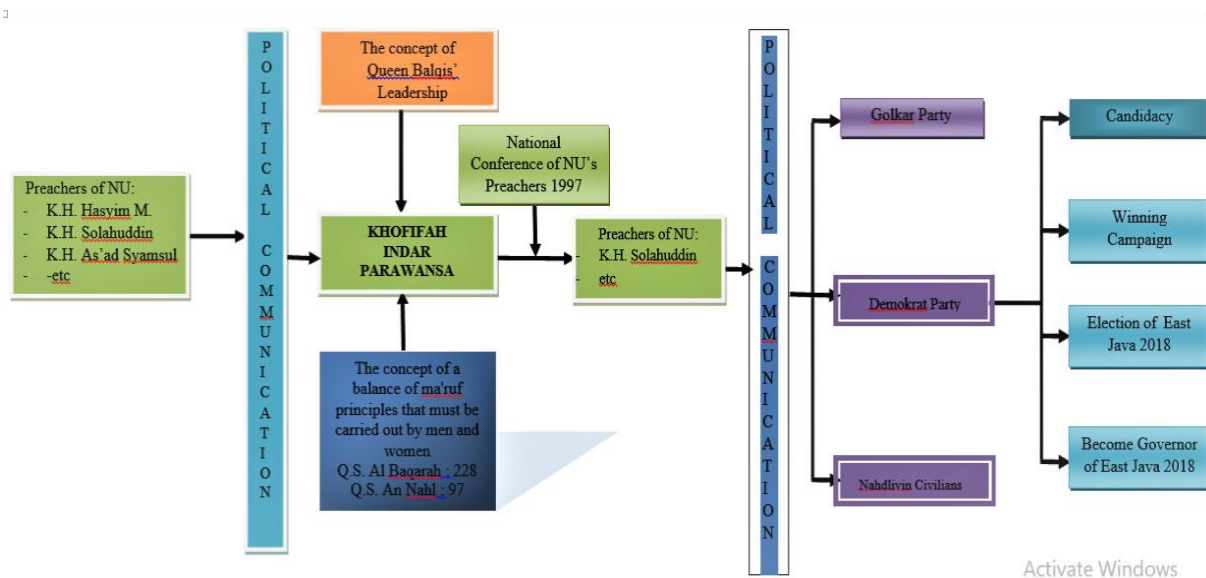 Preachers of NU:
- K.H. Hasyim M.
- K.H. Solahuddin
- K.H. As'ad Syamsul
- -etc
POLITICAL COMMUNICATION
The concept of
Queen Balqis'
Leadership
KHOFIFAH
INDAR
PARAWANSA
The concept of a
balance of ma'ruf
principles that must be
carried out by men and
women
Q.S. Al Baqarah : 228
Q.S. An Nahl : 97
National
Conference of NU's
Preachers 1997
Preachers of NU:
- K.H. Solahuddin
- etc
POLITICAL COMMUNICATION
Golkar Party
Demokrat Party
Nahdliyin Civilians
Candidacy
Winning
Campaign
Election of East
Java 2018
Become Governor
of East Java 2018
Activate Windows